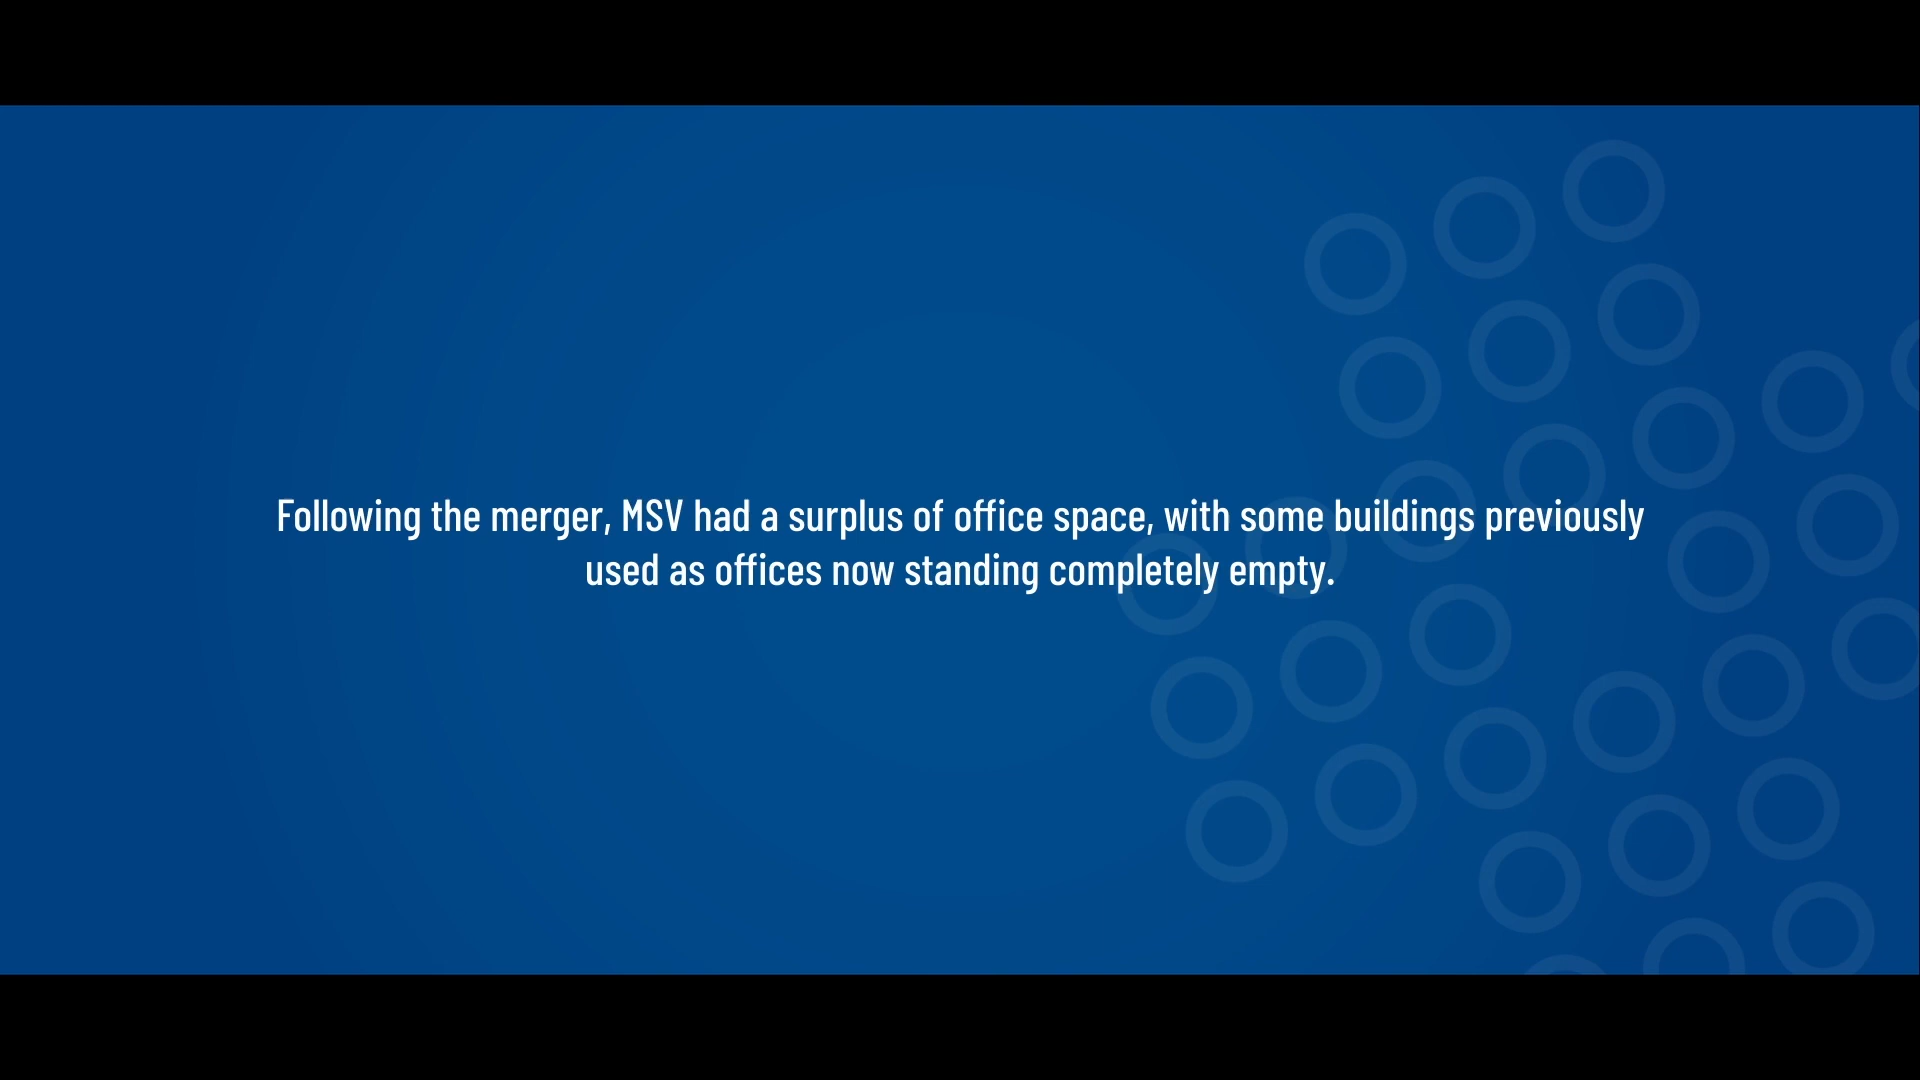 Following the merger, MSV had a surplus of office space, with some buildings previously
used as offices now standing completely empty.